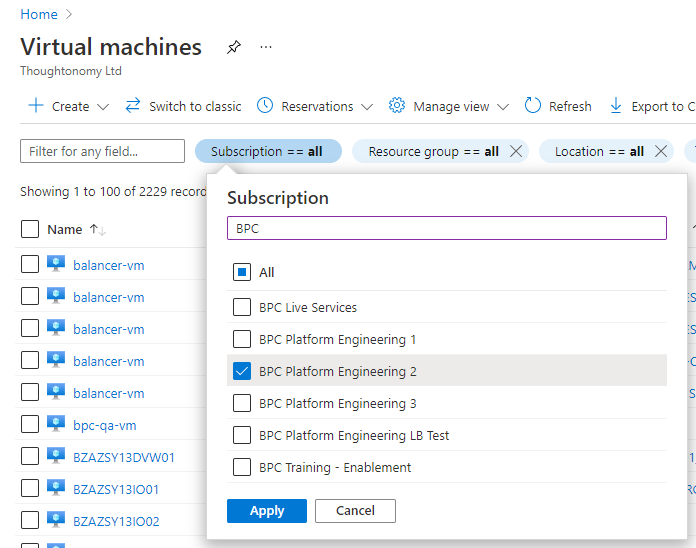 Home
Virtual machines
Thoughtonomy Ltd
Create
Switch to classic
Reservations
Manage view
Refresh
Export to C
Filter for any field...
Subscription == all
Resource group == all
Location == all
Showing 1 to 100 of 2229 record
Subscription
BPC
Name
All
balancer-vm
balancer-vm
balancer-vm
balancer-vm
balancer-vm
bpc-qa-vm
BZAZSY13DVW01
BZAZSY13IO01
BZAZSY13IO02
BPC Live Services
BPC Platform Engineering 1
BPC Platform Engineering 2
BPC Platform Engineering 3
BPC Platform Engineering LB Test
BPC Training - Enablement
Apply
Cancel